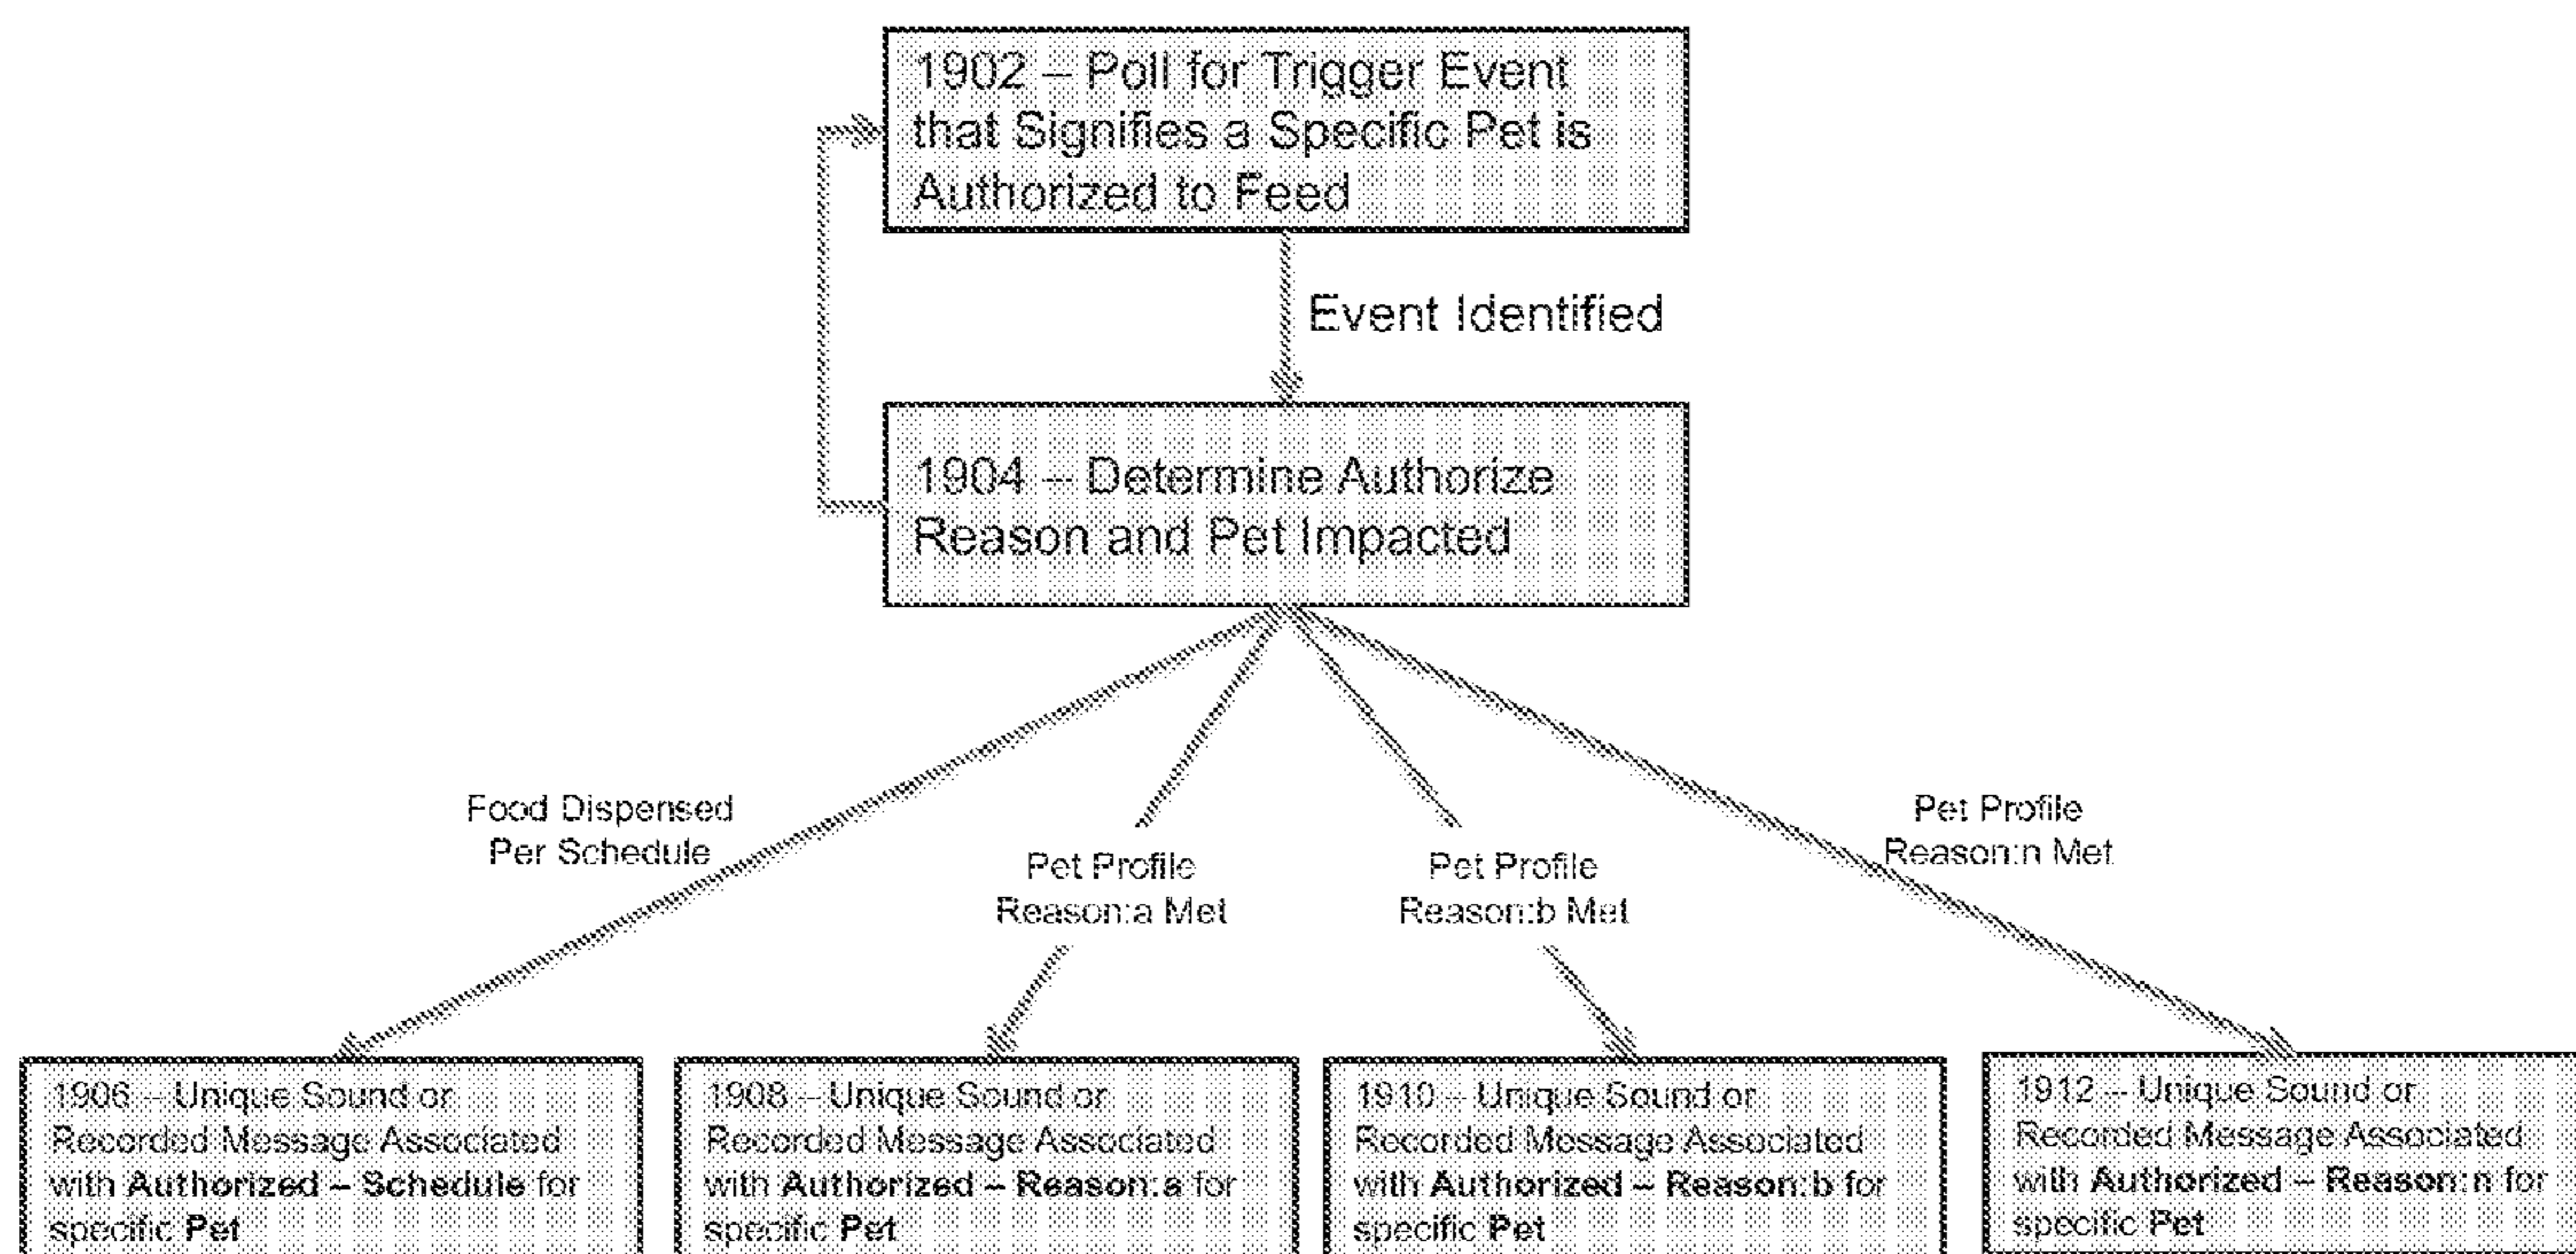 1902 – Poll for Trigger Event
that Signifies a Specific Pet is
Authorized to Feed
Event Identified
1904 – Determine Authorize
Reason and Pet Impacted
Food Dispensed
Per Schedule
Pet Profile
Reason:a Met
Pet Profile
Reason:b Met
Pet Profile
Reason:n Met
1906 – Unique Sound or
Recorded Message Associated
with Authorized – Schedule for
specific Pet
1908 – Unique Sound or
Recorded Message Associated
with Authorized – Reason:a for
specific Pet
1910 – Unique Sound or
Recorded Message Associated
with Authorized – Reason:b for
specific Pet
1912 – Unique Sound or
Recorded Message Associated
with Authorized – Reason:n for
specific Pet